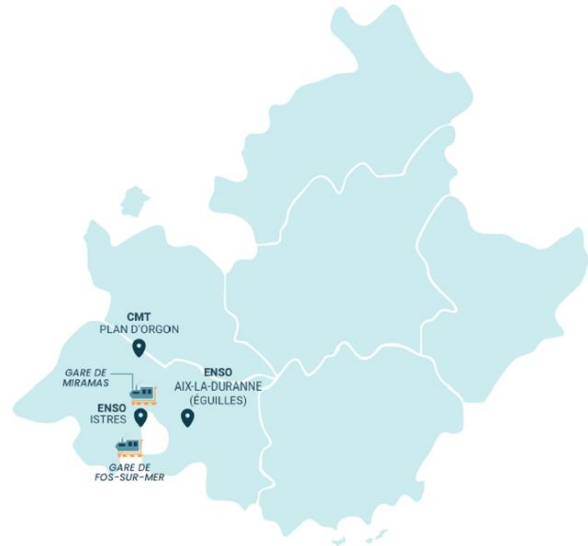 CMT
PLAN D'ORGON
GARE DE
MIRAMAS
ENSO
AIX-LA-DURANNE
(ÉGUILLES)
ENSO
ISTRES
GARE DE
FOS-SUR-MER